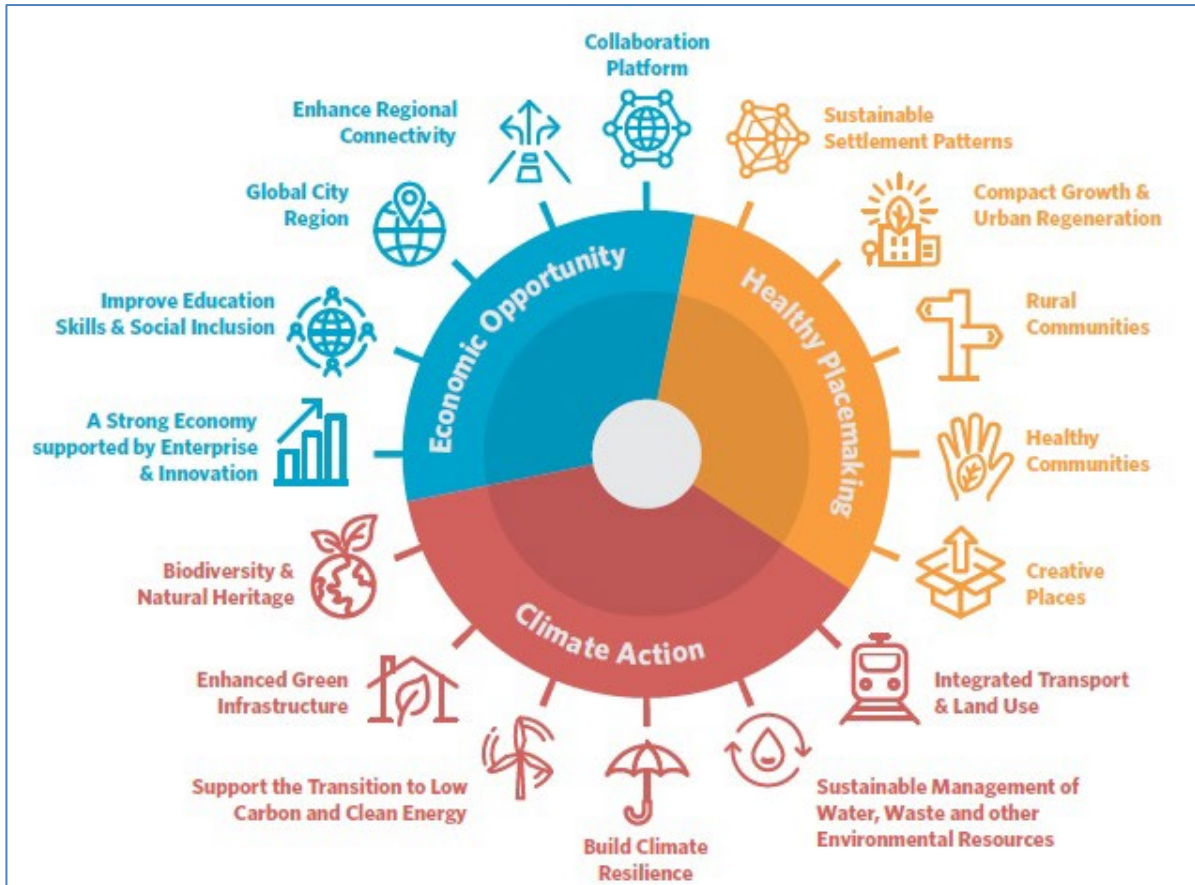 Collaboration
Platform
Sustainable
Settlement Patterns
Compact Growth &
Urban Regeneration
Rural
Communities
Healthy
Communities
Creative
Places
Integrated Transport
& Land Use
Sustainable Management of
Water, Waste and other
Environmental Resources
Build Climate
Resilience
Support the Transition to Low
Carbon and Clean Energy
Enhanced Green
Infrastructure
Biodiversity &
Natural Heritage
A Strong Economy
supported by Enterprise
& Innovation
Improve Education
Skills & Social Inclusion
Global City
Region
Enhance Regional
Connectivity
Economic Opportunity
Healthy Placemaking
Climate Action